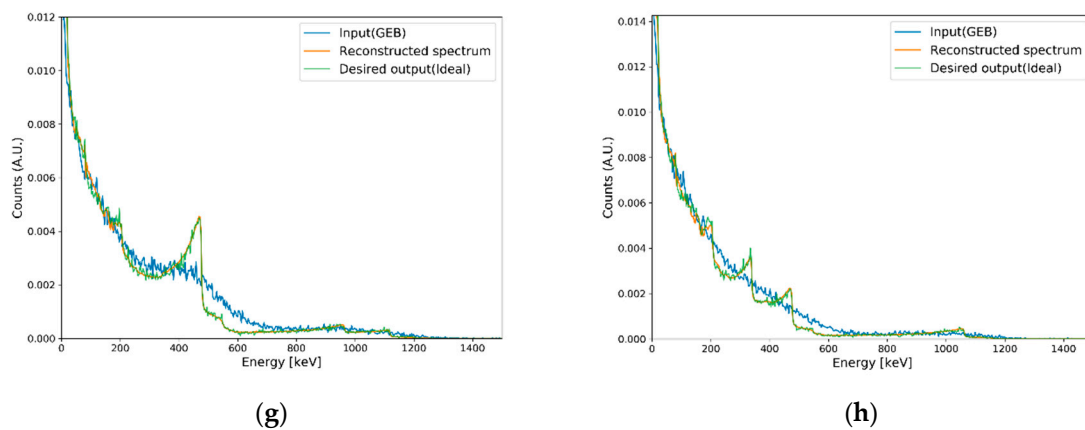 0.012
0.010
0.008
0.006
0.004
0.002
0.000
Counts (A.U.)
0 200 400 600 800 1000 1200 1400
Energy [keV]
Input(GEB)
Reconstructed spectrum
Desired output(Ideal)
(g)
0.014
0.012
0.010
0.008
0.006
0.004
0.002
0.000
Counts (A.U.)
0 200 400 600 800 1000 1200 1400
Energy [keV]
Input(GEB)
Reconstructed spectrum
Desired output(Ideal)
(h)